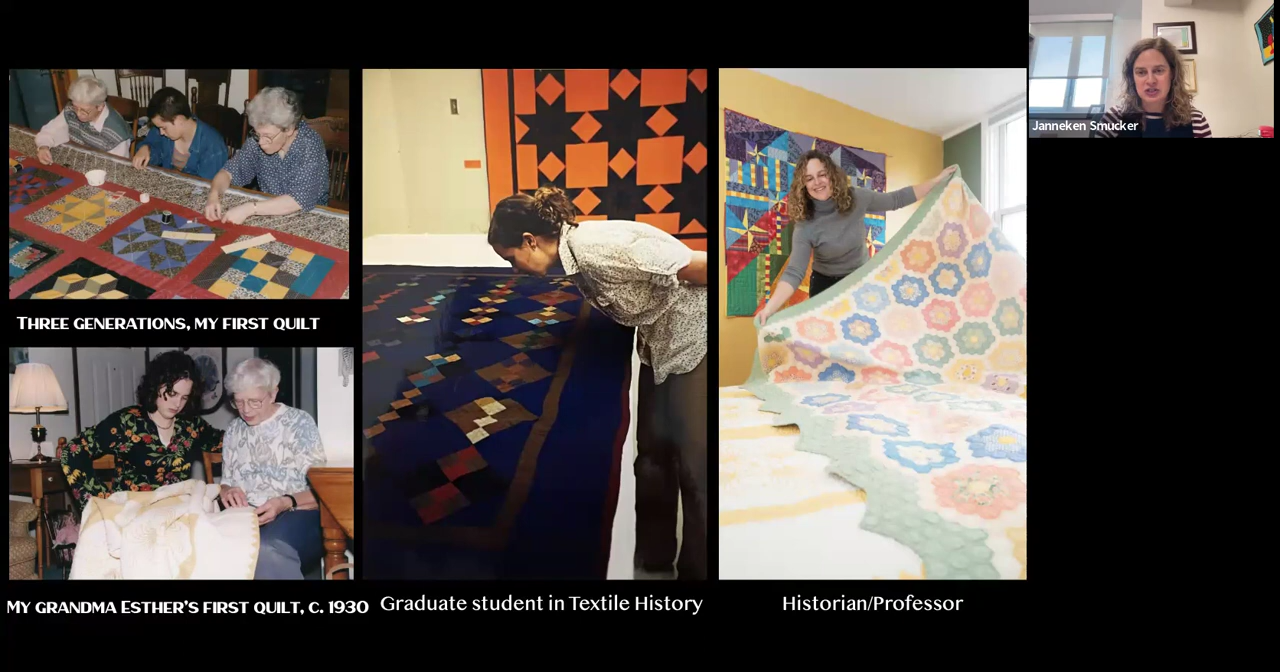 Janneken Smucker
THREE GENERATIONS, MY FIRST QUILT
MY GRANDMA ESTHER'S FIRST QUILT, C. 1930
Graduate student in Textile History
Historian/Professor